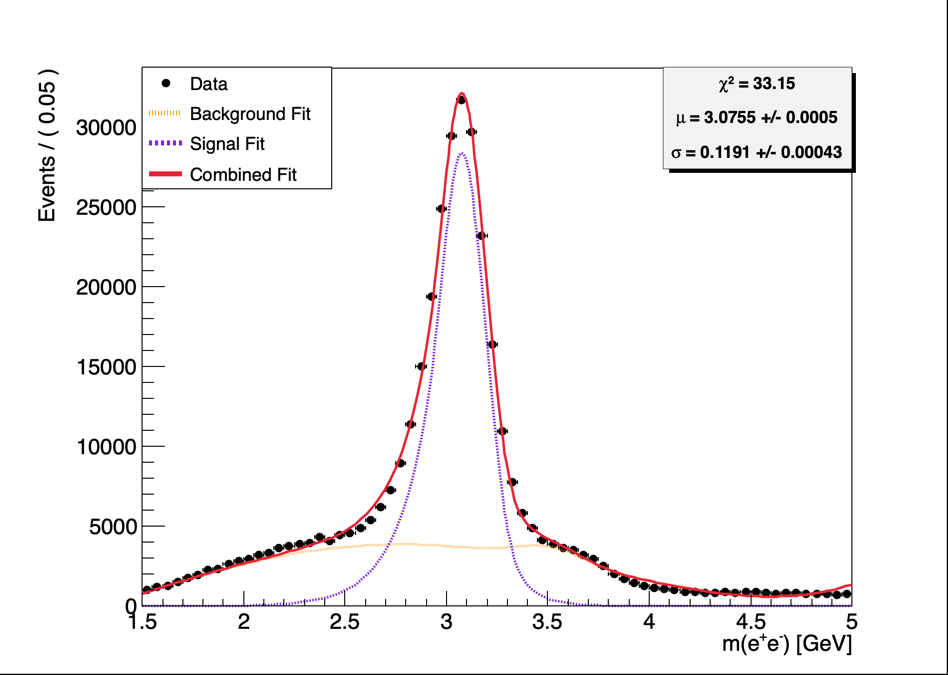 Events / ( 0.05 )
Data
Background Fit
Signal Fit
Combined Fit
χ² = 33.15
μ = 3.0755 +/- 0.0005
σ = 0.1191 +/- 0.00043
30000
25000
20000
15000
10000
5000
0
1.5 2 2.5 3 3.5 4 4.5 5
m(e⁺e⁻) [GeV]